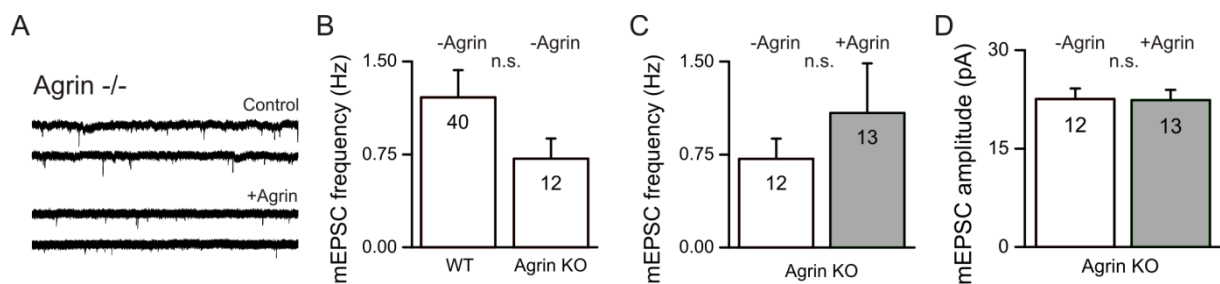 A
Agrin -/-
Control
+Agrin
B
mEPSC frequency (Hz)
1.50
0.75
0.00
-Agrin -Agrin
n.s.
40
12
WT Agrin KO
C
mEPSC frequency (Hz)
1.50
0.75
0.00
-Agrin +Agrin
n.s.
12
13
Agrin KO
D
mEPSC amplitude (pA)
30
15
0
-Agrin +Agrin
n.s.
12
13
Agrin KO